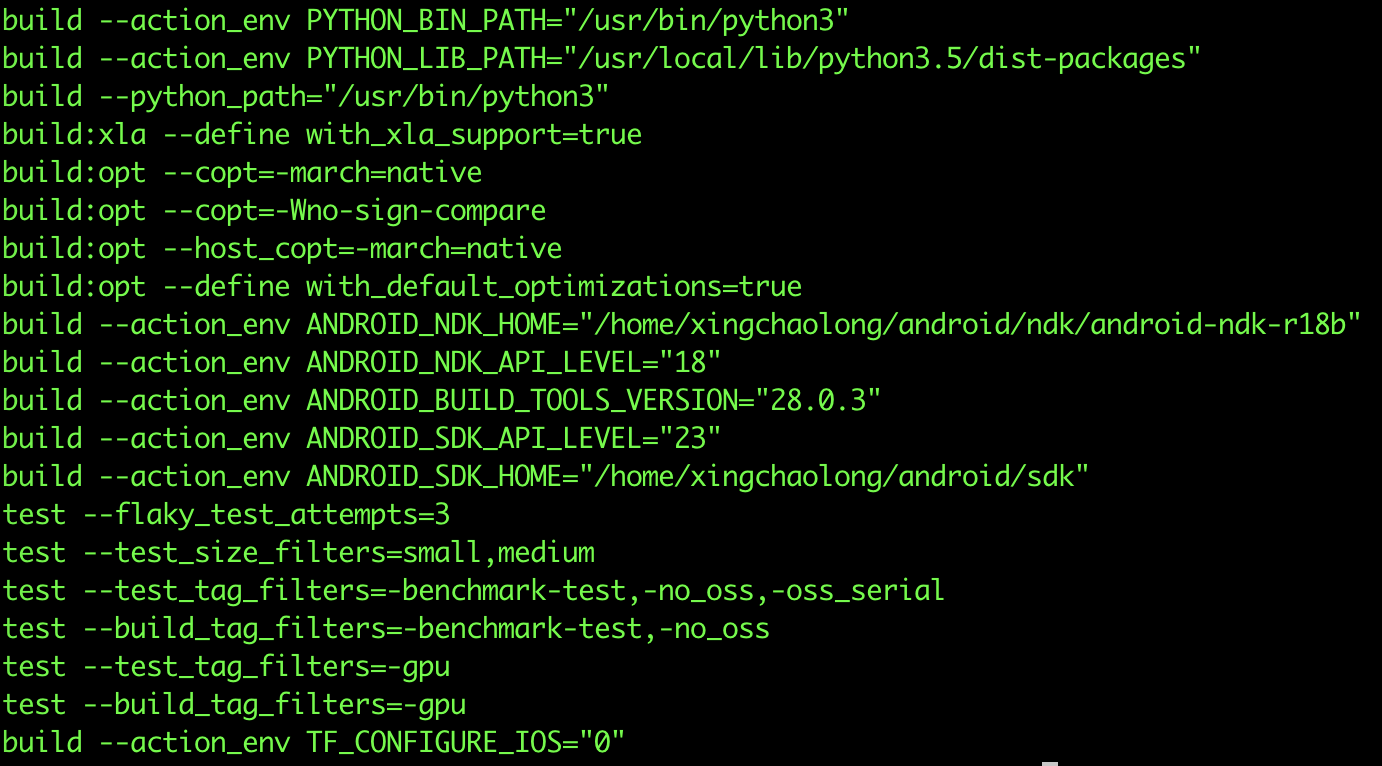 build --action_env PYTHON_BIN_PATH="/usr/bin/python3"
build --action_env PYTHON_LIB_PATH="/usr/local/lib/python3.5/dist-packages"
build --python_path="/usr/bin/python3"
build:xla --define with_xla_support=true
build:opt --copt=-march=native
build:opt --copt=-Wno-sign-compare
build:opt --host_copt=-march=native
build:opt --define with_default_optimizations=true
build --action_env ANDROID_NDK_HOME="/home/xingchaolong/android/ndk/android-ndk-r18b"
build --action_env ANDROID_NDK_API_LEVEL="18"
build --action_env ANDROID_BUILD_TOOLS_VERSION="28.0.3"
build --action_env ANDROID_SDK_API_LEVEL="23"
build --action_env ANDROID_SDK_HOME="/home/xingchaolong/android/sdk"
test --flaky_test_attempts=3
test --test_size_filters=small,medium
test --test_tag_filters=-benchmark-test,-no_oss,-oss_serial
test --build_tag_filters=-benchmark-test,-no_oss
test --test_tag_filters=-gpu
test --build_tag_filters=-gpu
build --action_env TF_CONFIGURE_IOS="0"